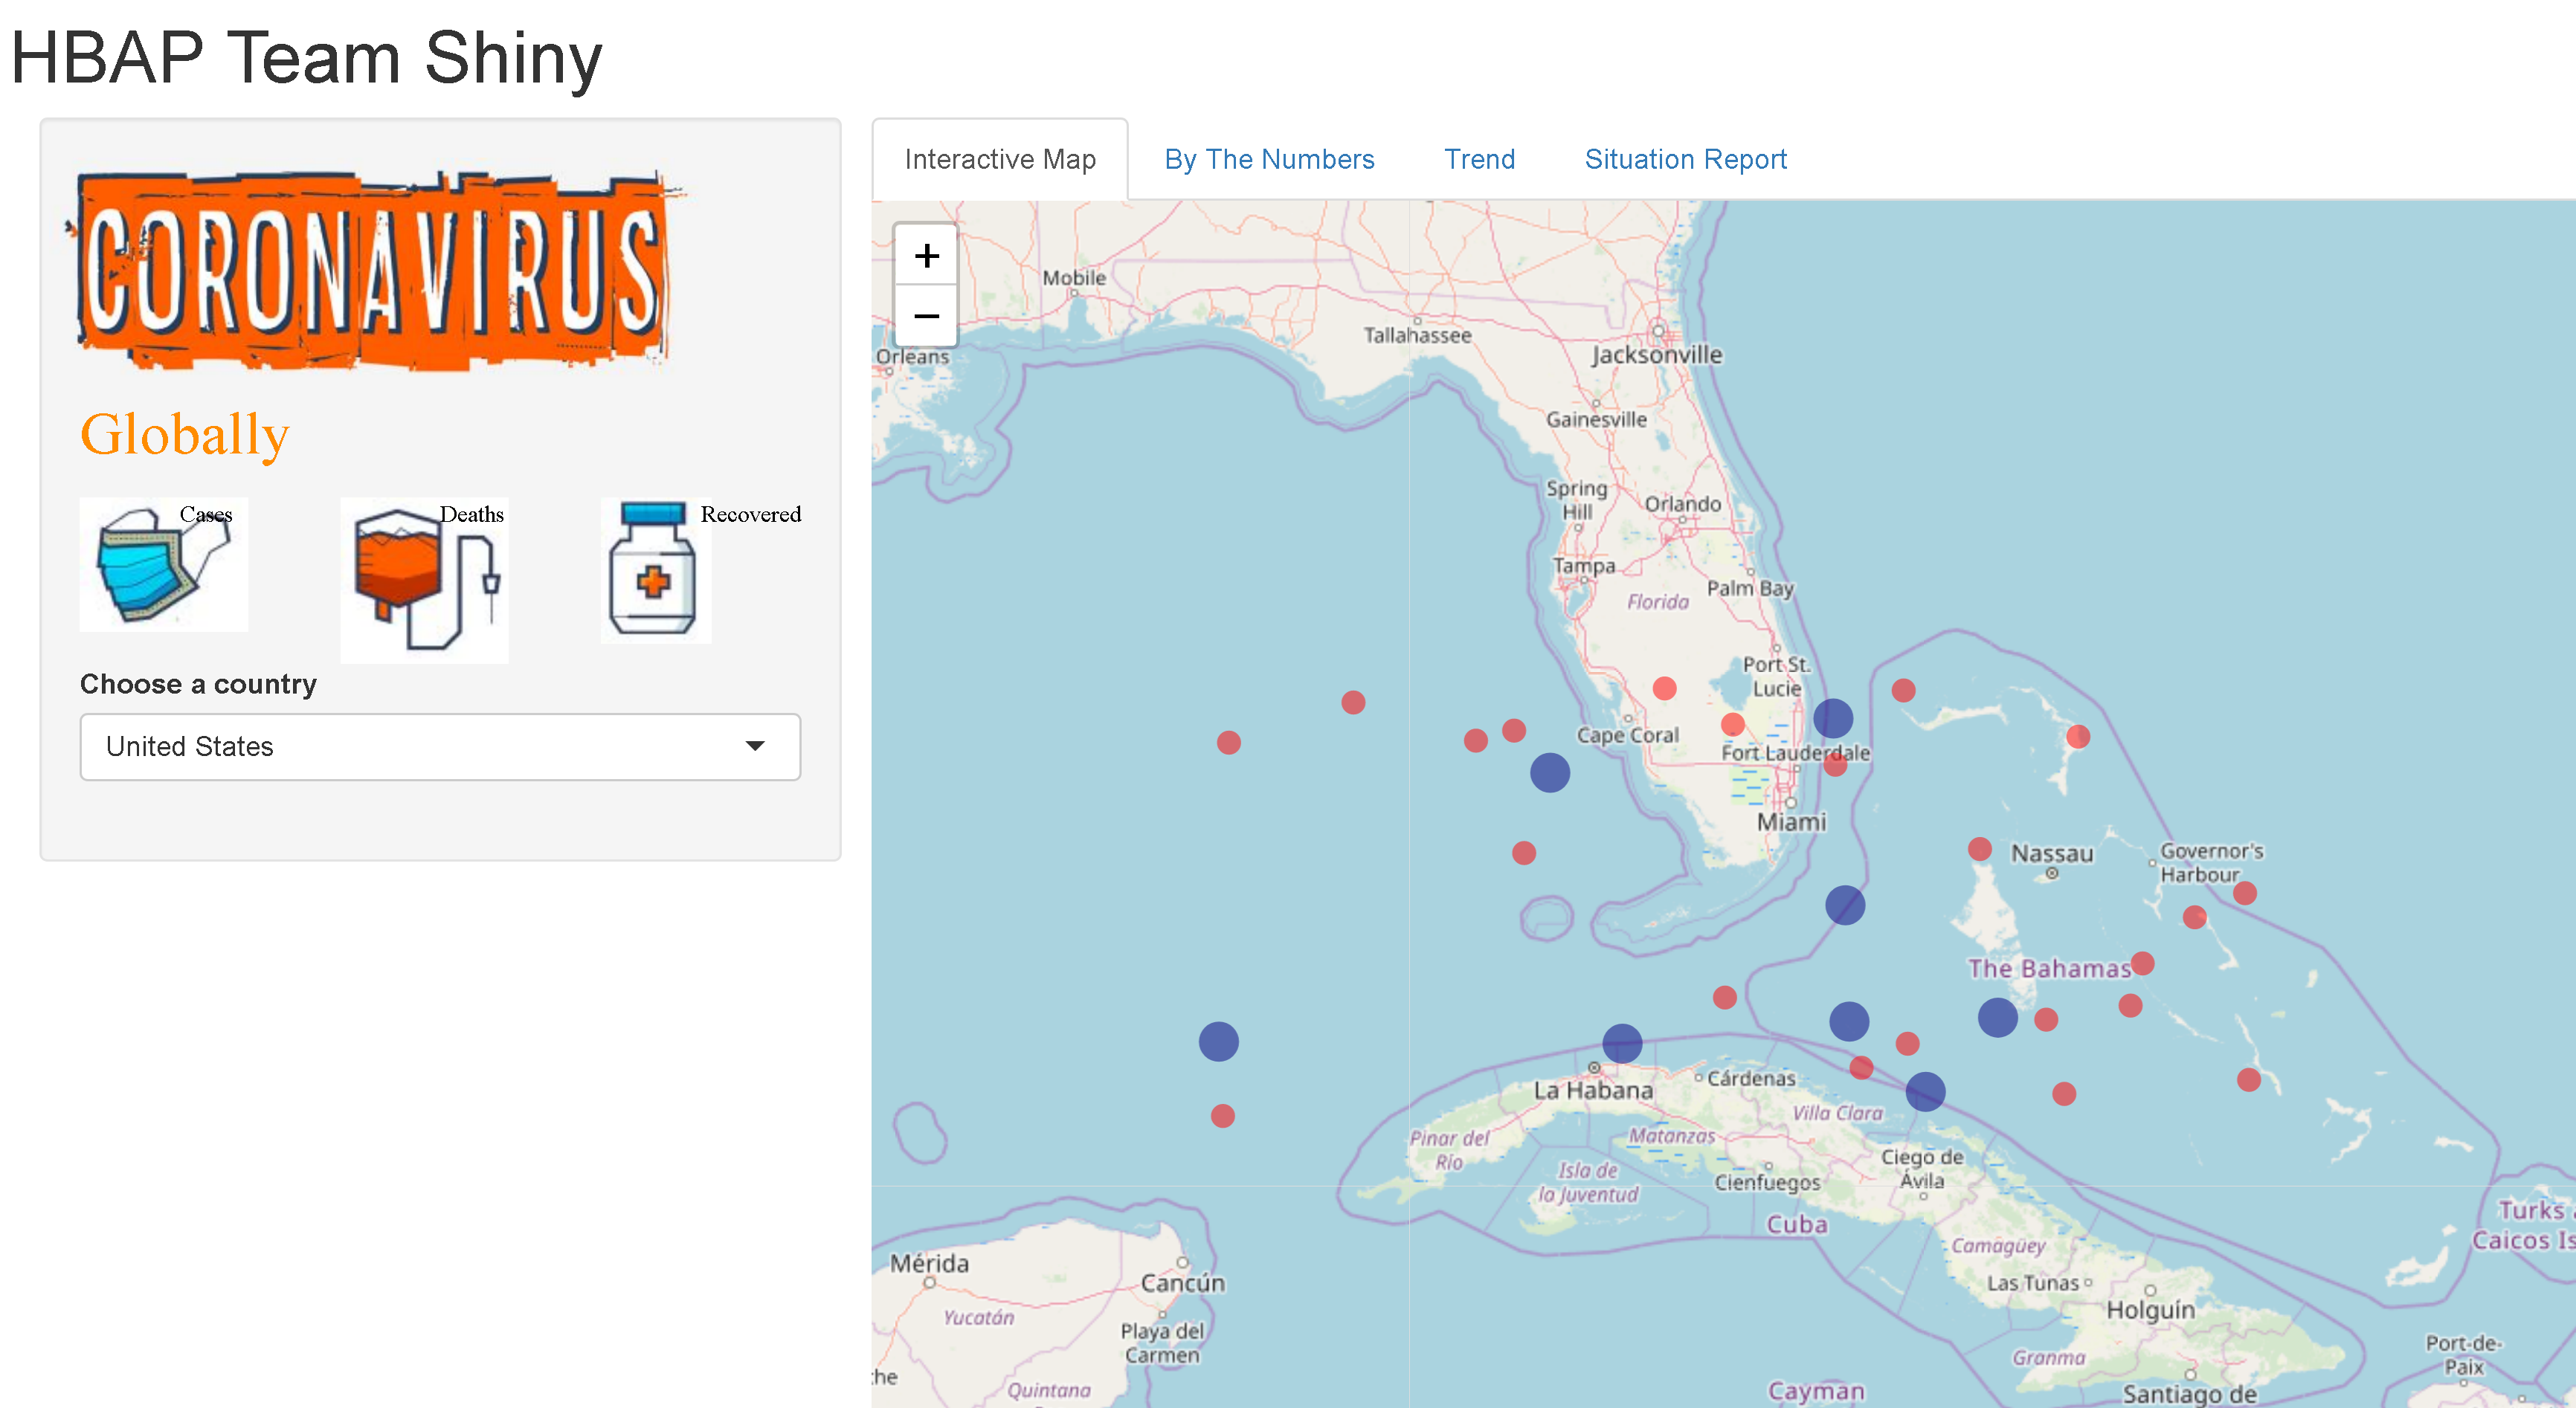 HBAP Team Shiny
CORONAVIRUS
Globally
Cases
Deaths
Recovered
Choose a country
United States
Interactive Map
By The Numbers
Trend
Situation Report
+
−
Mobile
Orleans
Tallahassee
Jacksonville
Gainesville
Spring
Hill
Orlando
Tampa
Palm Bay
Florida
Port St.
Lucie
Cape Coral
Fort Lauderdale
Miami
Nassau
Governor's
Harbour
The Bahamas
La Habana
Cárdenas
Villa Clara
Pinar del
Río
Matanzas
Isla de
la Juventud
Cienfuegos
Ciego de
Ávila
Cuba
Camagüey
Las Tunas
Holguín
Granma
Santiago de
Cayman
Turks
Caicos Is
Port-de-
Paix
Mérida
Cancún
Yucatán
Playa del
Carmen
Quintana
he